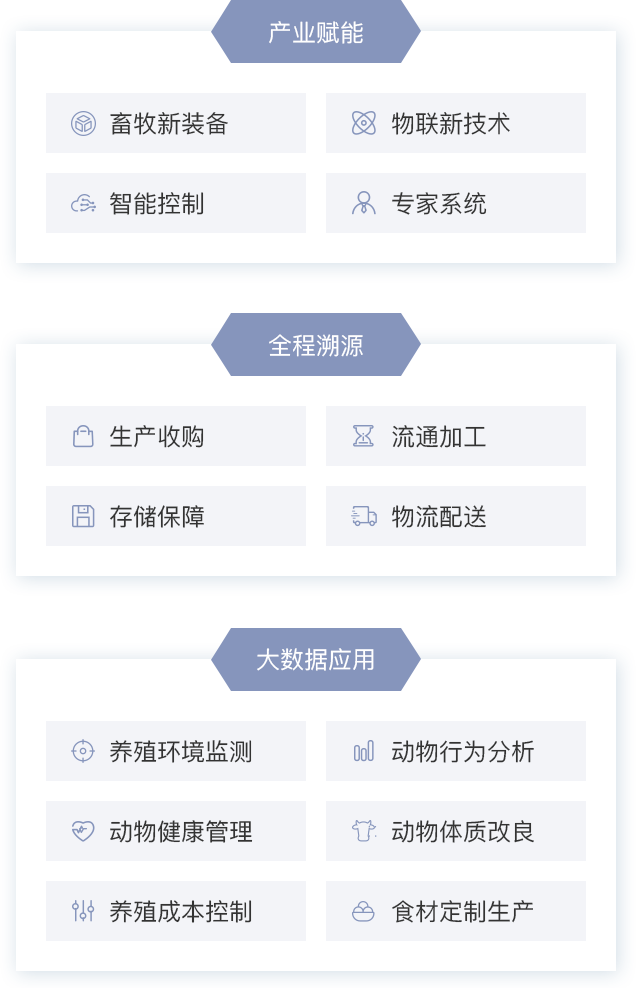 产业赋能
畜牧新装备
物联新技术
智能控制
专家系统
全程溯源
生产收购
流通加工
存储保障
物流配送
大数据应用
养殖环境监测
动物行为分析
动物健康管理
动物体质改良
养殖成本控制
食材定制生产